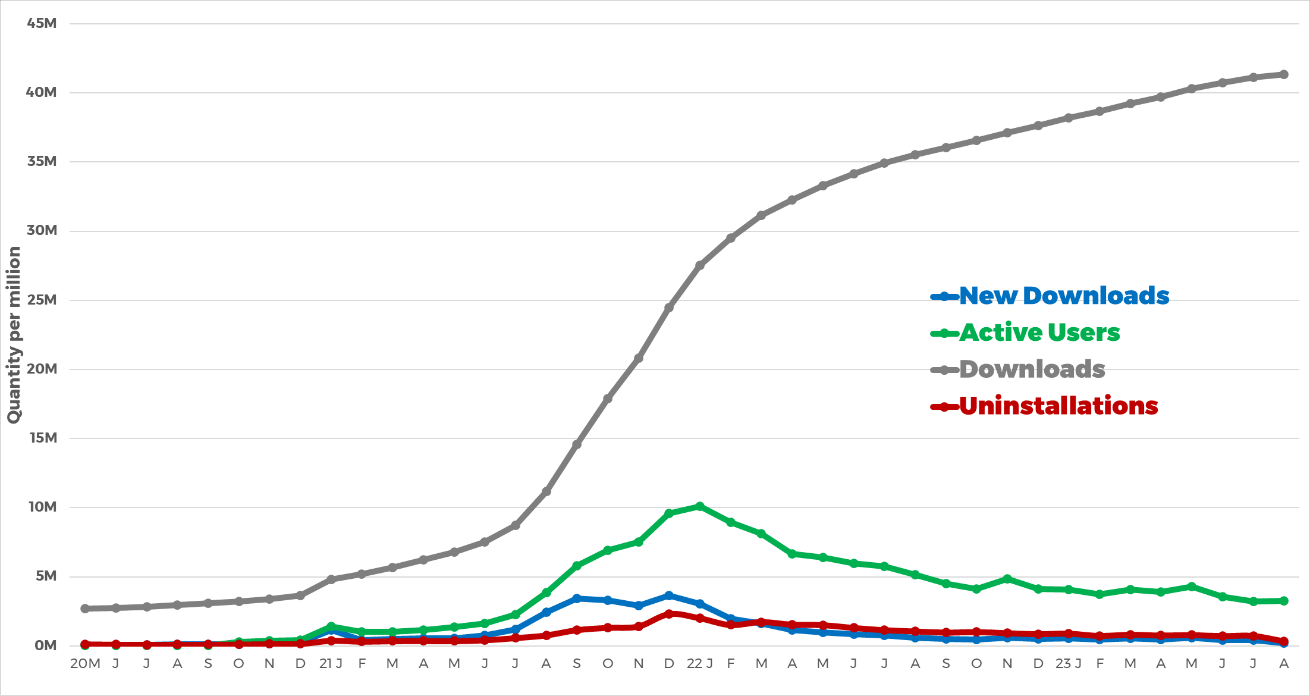 45M
40M
35M
30M
25M
20M
15M
10M
5M
0M
Quantity per million
New Downloads
Active Users
Downloads
Uninstallations
20M J J A S O N D 21 J F M A M J J A S O N D 22 J F M A M J J A S O N D 23 J F M A M J J A